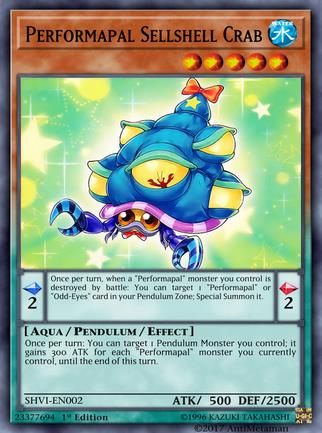 Performapal Sellshell Crab
WATER
水
Once per turn, when a "Performapal" monster you control is
destroyed by battle: You can target 1 "Performapal" or
"Odd-Eyes" card in your Pendulum Zone; Special Summon it.
2
2
[ Aqua / Pendulum / Effect ]
Once per turn: You can target 1 Pendulum Monster you control; it
gains 300 ATK for each "Performapal" monster you currently
control, until the end of this turn.
SHVI-EN002
ATK/ 500 DEF/2500
23377694
1st Edition
©1996 KAZUKI TAKAHASHI
©2017 AntiMetaman